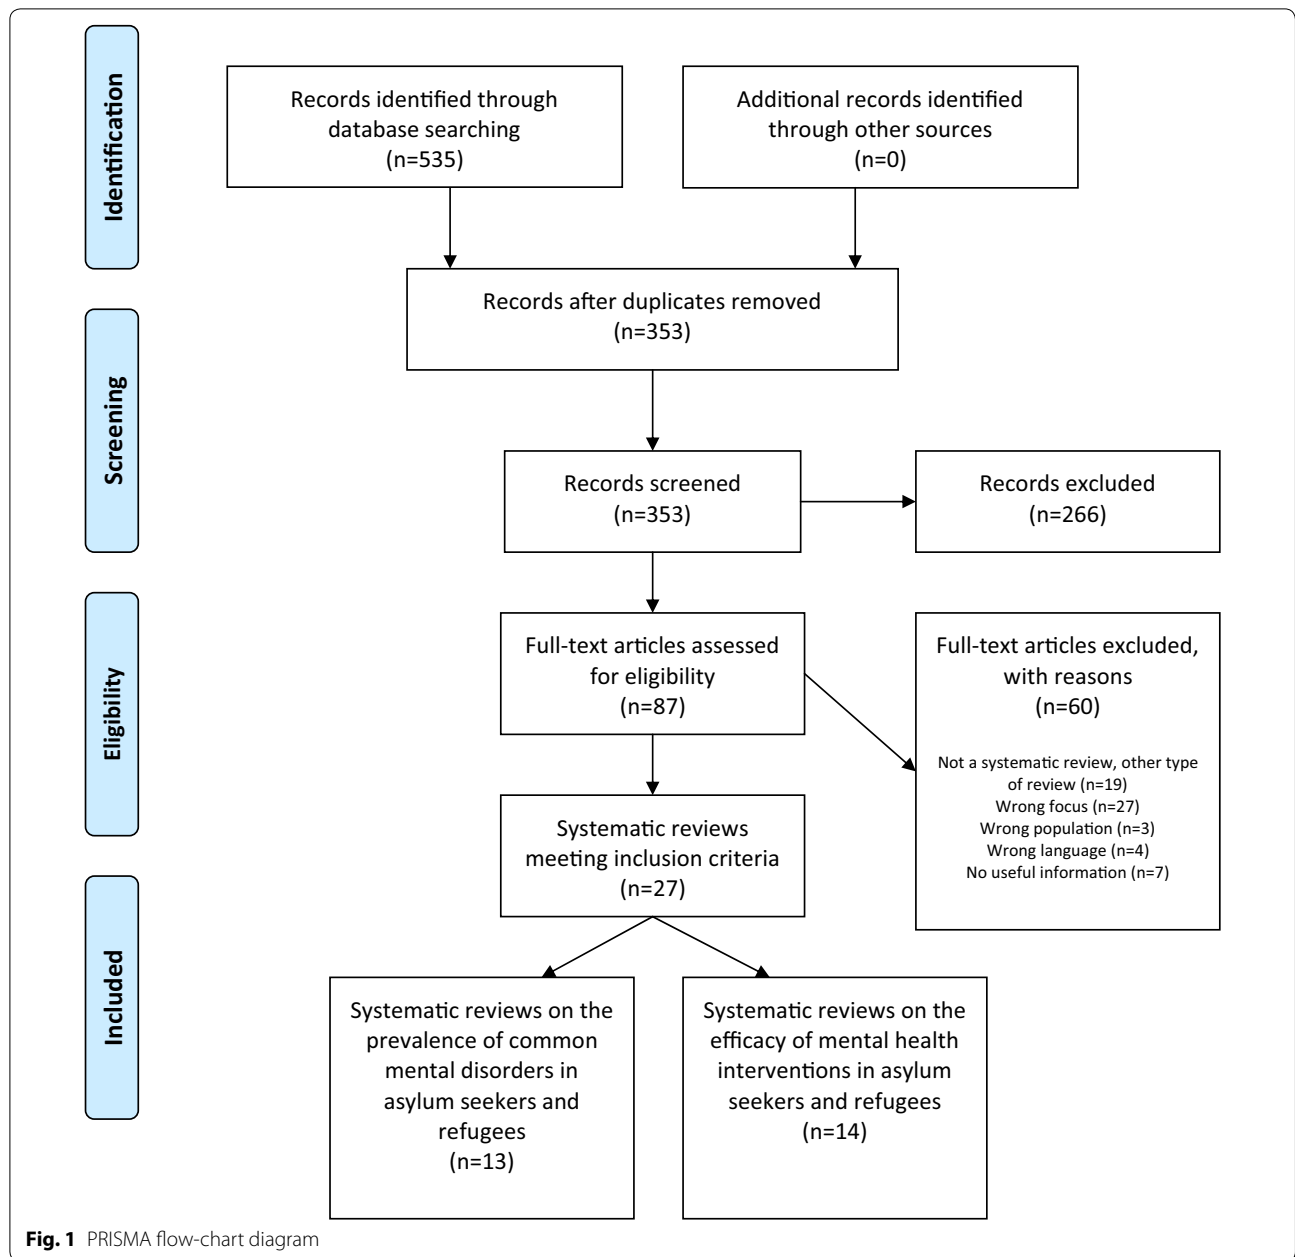 Identification
Records identified through
database searching
(n=535)
Additional records identified
through other sources
(n=0)
Records after duplicates removed
(n=353)
Screening
Records screened
(n=353)
Records excluded
(n=266)
Eligibility
Full-text articles assessed
for eligibility
(n=87)
Full-text articles excluded,
with reasons
(n=60)
Not a systematic review, other type
of review (n=19)
Wrong focus (n=27)
Wrong population (n=3)
Wrong language (n=4)
No useful information (n=7)
Systematic reviews
meeting inclusion criteria
(n=27)
Included
Systematic reviews on the
prevalence of common
mental disorders in
asylum seekers and
refugees
(n=13)
Systematic reviews on the
efficacy of mental health
interventions in asylum
seekers and refugees
(n=14)
Fig. 1 PRISMA flow-chart diagram